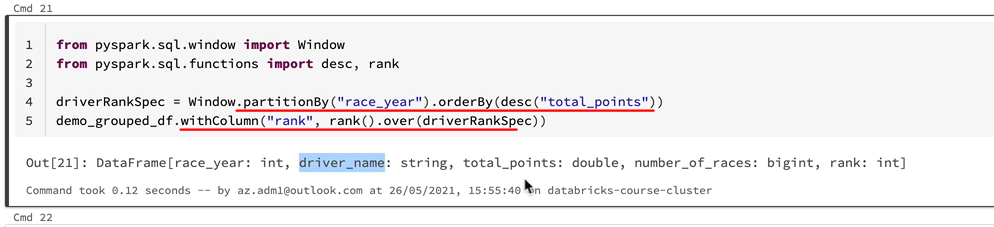 Cmd 21
1 from pyspark.sql.window import Window
2 from pyspark.sql.functions import desc, rank
3
4 driverRankSpec = Window.partitionBy("race_year").orderBy(desc("total_points"))
5 demo_grouped_df.withColumn("rank", rank().over(driverRankSpec))
Out[21]: DataFrame[race_year: int, driver_name: string, total_points: double, number_of_races: bigint, rank: int]
Command took 0.12 seconds -- by az.adm1@outlook.com at 26/05/2021, 15:55:40 on databricks-course-cluster
Cmd 22